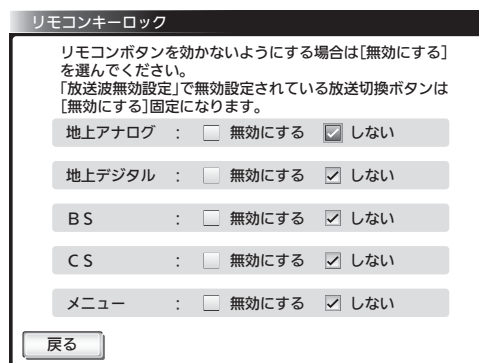 リモコンキーロック
リモコンボタンを効かないようにする場合は[無効にする]
を選んでください。
「放送波無効設定」で無効設定されている放送切換ボタンは
[無効にする]固定になります。
地上アナログ : 無効にする しない
地上デジタル : 無効にする しない
BS : 無効にする しない
CS : 無効にする しない
メニュー : 無効にする しない
戻る